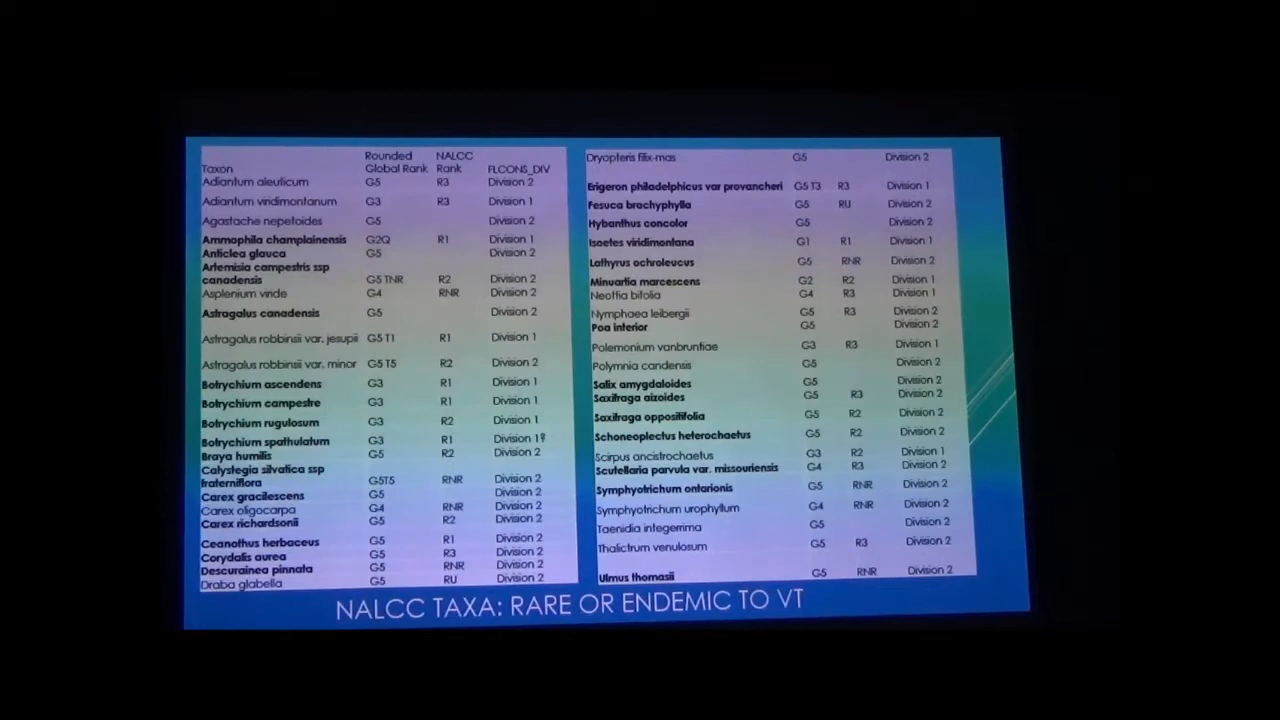 Rounded NALCC
Taxon Global Rank Rank FLCONS_DIV
Adiantum aleuticum G5 R3 Division 2
Adiantum viridimontanum G3 R3 Division 1
Agastache nepetoides G5 Division 2
Ammophila champlainensis G2Q R1 Division 1
Anticlea glauca G5 Division 2
Artemisia campestris ssp
canadensis G5 TNR R2 Division 2
Asplenium viride G4 RNR Division 2
Astragalus canadensis G5 Division 2
Astragalus robbinsii var. jesupii G5 T1 R1 Division 1
Astragalus robbinsii var. minor G5 T5 R2 Division 2
Botrychium ascendens G3 R1 Division 1
Botrychium campestre G3 R1 Division 1
Botrychium rugulosum G3 R2 Division 1
Botrychium spathulatum G3 R1 Division 1?
Braya humilis G5 R2 Division 2
Calystegia silvatica ssp
fraterniflora G5T5 RNR Division 2
Carex gracilescens G5 Division 2
Carex oligocarpa G4 RNR Division 2
Carex richardsonii G5 R2 Division 2
Ceanothus herbaceus G5 R1 Division 2
Corydalis aurea G5 R3 Division 2
Descurainea pinnata G5 RNR Division 2
Draba glabella G5 RU Division 2
Dryopteris filix-mas G5 Division 2
Erigeron philadelphicus var provancheri G5 T3 R3 Division 1
Fesuca brachyphylla G5 RU Division 2
Hybanthus concolor G5 Division 2
Isoetes viridimontana G1 R1 Division 1
Lathyrus ochroleucus G5 RNR Division 2
Minuartia marcescens G2 R2 Division 1
Neottia bifolia G4 R3 Division 1
Nymphaea leibergii G5 R3 Division 2
Poa interior G5 Division 2
Polemonium vanbruntiae G3 R3 Division 1
Polymnia candensis G5 Division 2
Salix amygdaloides G5 Division 2
Saxifraga aizoides G5 R3 Division 2
Saxifraga oppositifolia G5 R2 Division 2
Schoneoplectus heterochaetus G5 R2 Division 2
Scirpus ancistrochaetus G3 R2 Division 1
Scutellaria parvula var. missouriensis G4 R3 Division 2
Symphyotrichum ontarionis G5 RNR Division 2
Symphyotrichum urophyllum G4 RNR Division 2
Taenidia integerrima G5 Division 2
Thalictrum venulosum G5 R3 Division 2
Ulmus thomasii G5 RNR Division 2
NALCC TAXA: RARE OR ENDEMIC TO VT